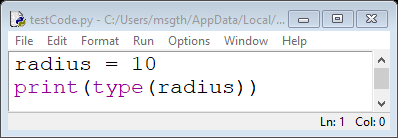 testCode.py - C:/Users/msgth/AppData/Local/...
File Edit Format Run Options Window Help
radius = 10
print(type(radius))
Ln: 1 Col: 0